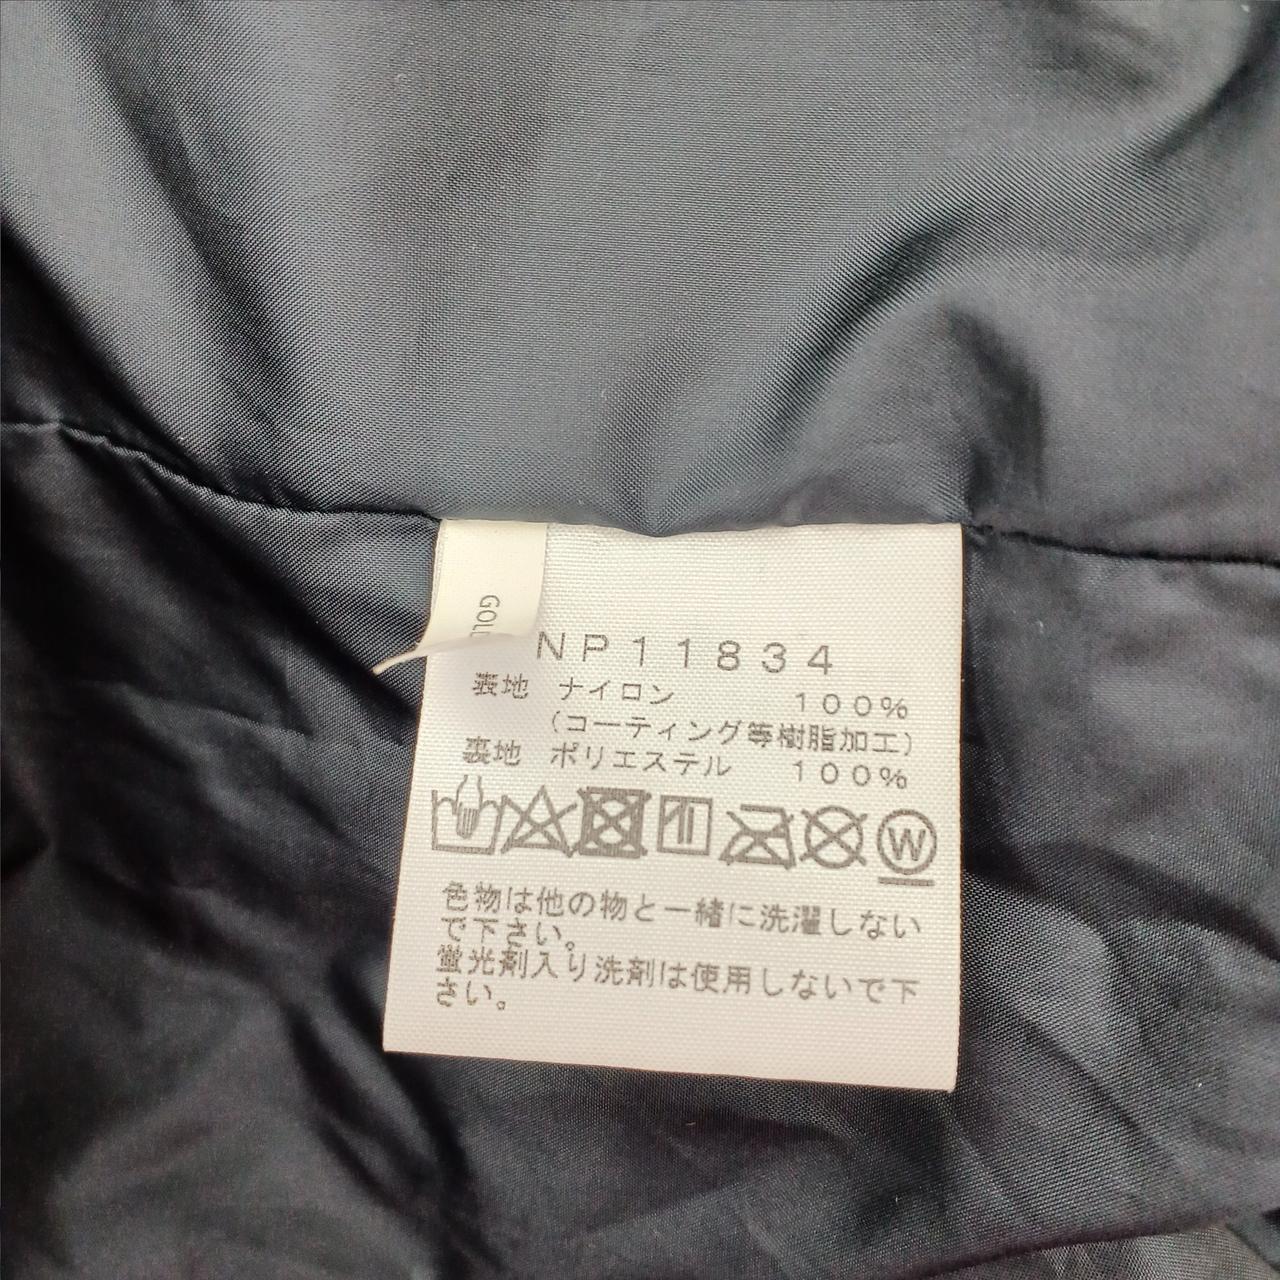 GOL
NP11834
表地 ナイロン 100%
(コーティング等樹脂加工)
裏地 ポリエステル 100%
W
色物は他の物と一緒に洗濯しない
で下さい。
蛍光剤入り洗剤は使用しないで下
さい。